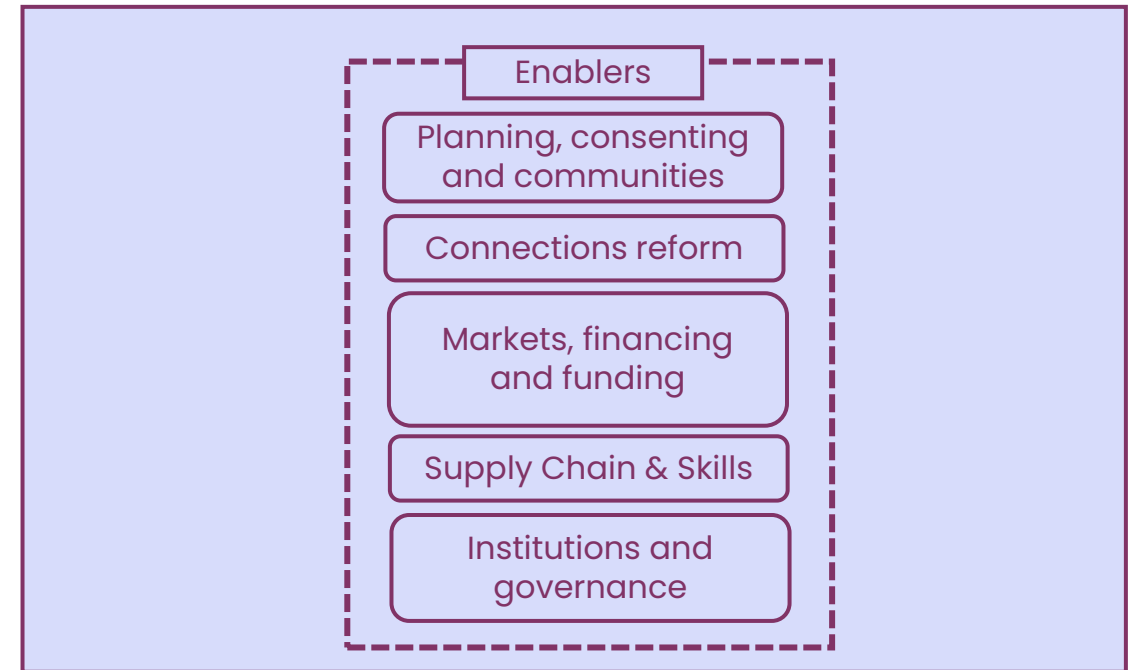 Enablers
Planning, consenting
and communities
Connections reform
Markets, financing
and funding
Supply Chain & Skills
Institutions and
governance